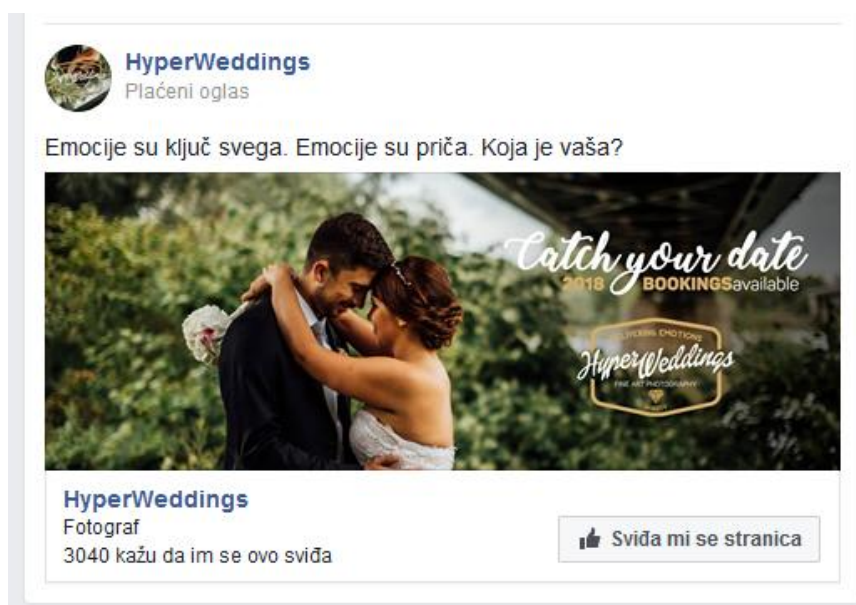 HyperWeddings
Plaćeni oglas
Emocije su ključ svega. Emocije su priča. Koja je vaša?
Catch your date
2018 BOOKINGSavailable
EMOTIONS
HyperWeddings
FINE ART PHOTOGRAPHY
HyperWeddings
Fotograf
3040 kažu da im se ovo sviđa
Sviđa mi se stranica